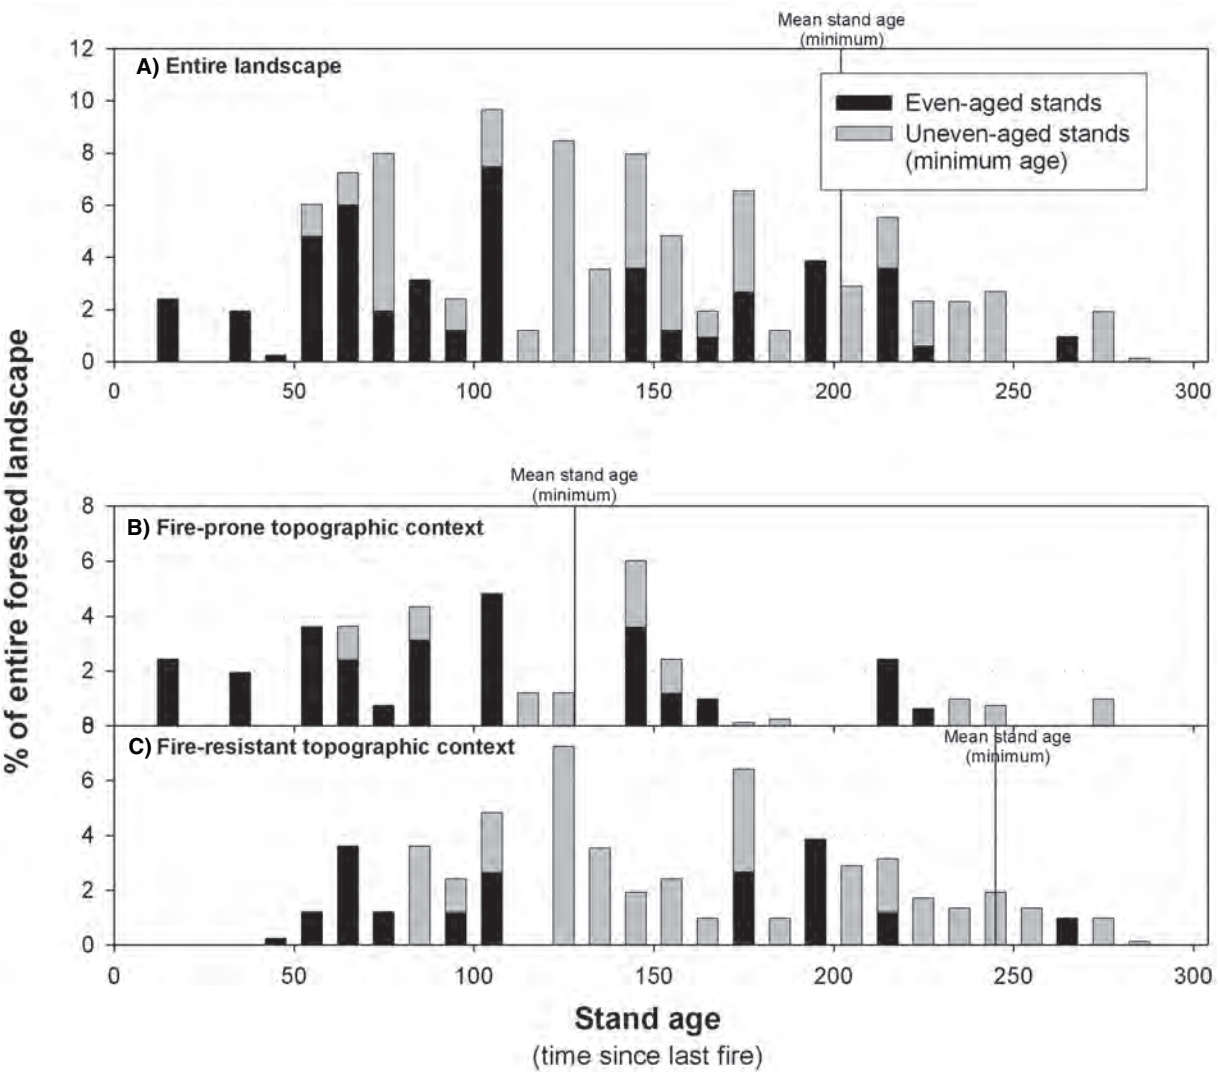 Mean stand age
(minimum)
12
A) Entire landscape
10
8
6
4
2
0
Even-aged stands
Uneven-aged stands
(minimum age)
0 50 100 150 200 250 300
% of entire forested landscape
Mean stand age
(minimum)
8
B) Fire-prone topographic context
6
4
2
8
C) Fire-resistant topographic context
Mean stand age
(minimum)
6
4
2
0
0 50 100 150 200 250 300
Stand age
(time since last fire)